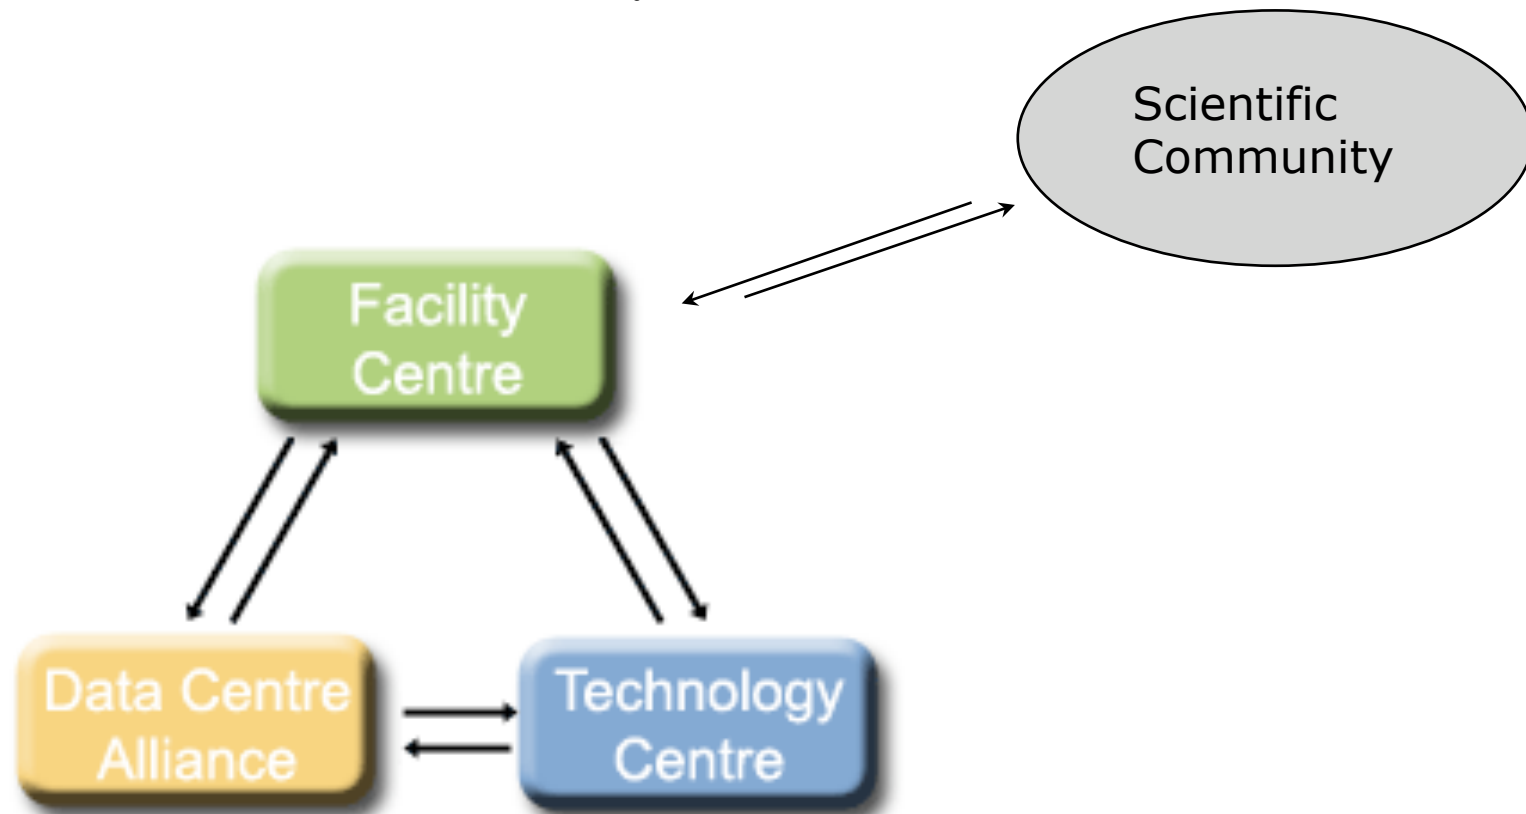 Scientific
Community
Facility
Centre
Data Centre
Alliance
Technology
Centre